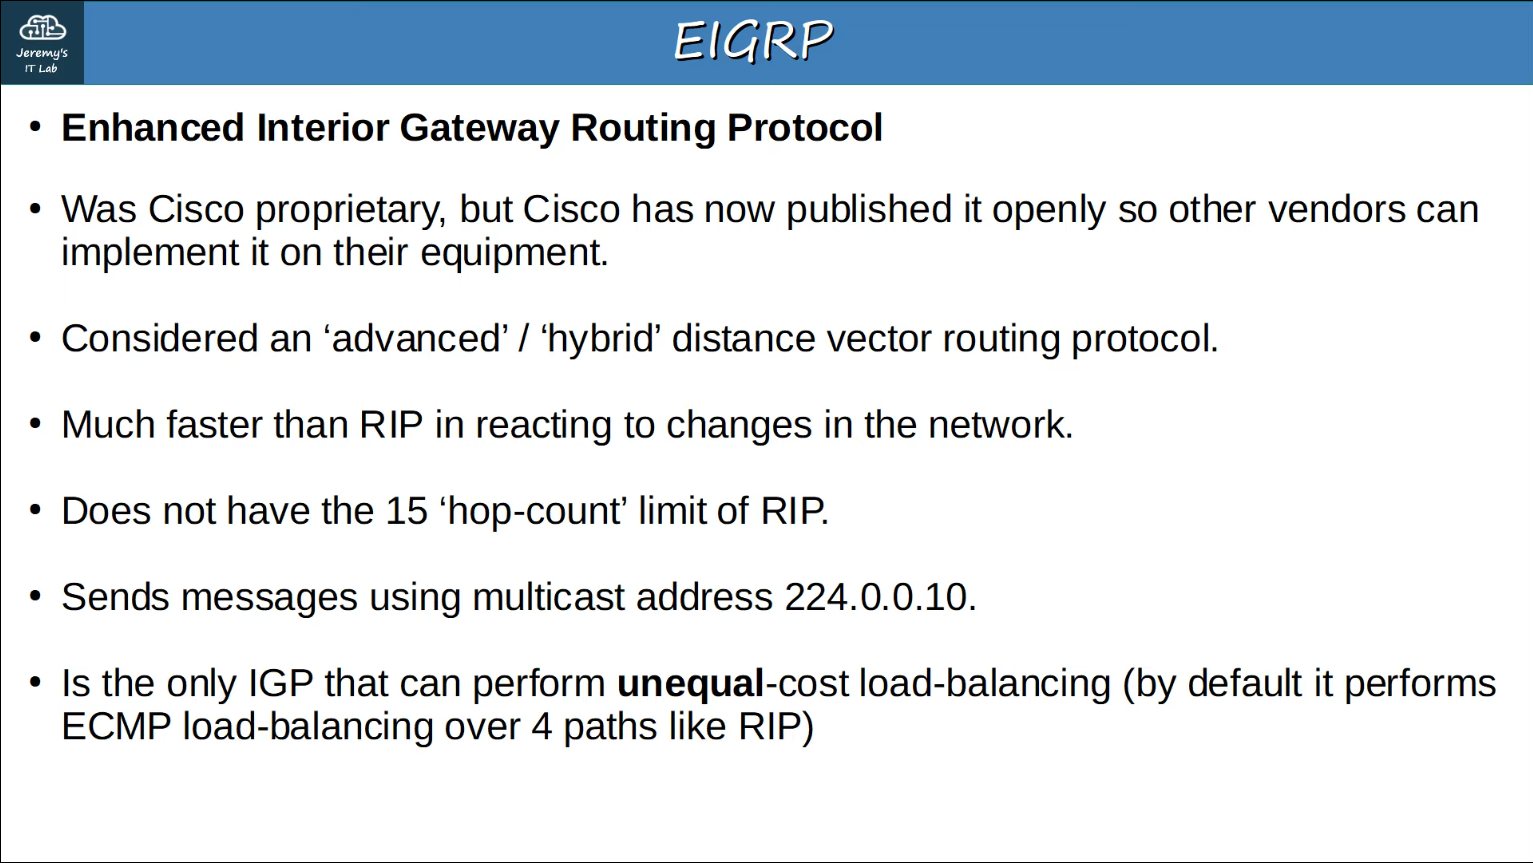 Jeremy's
IT Lab
EIGRP
• Enhanced Interior Gateway Routing Protocol
• Was Cisco proprietary, but Cisco has now published it openly so other vendors can
implement it on their equipment.
• Considered an ‘advanced’ / ‘hybrid’ distance vector routing protocol.
• Much faster than RIP in reacting to changes in the network.
• Does not have the 15 ‘hop-count’ limit of RIP.
• Sends messages using multicast address 224.0.0.10.
• Is the only IGP that can perform unequal-cost load-balancing (by default it performs
ECMP load-balancing over 4 paths like RIP)